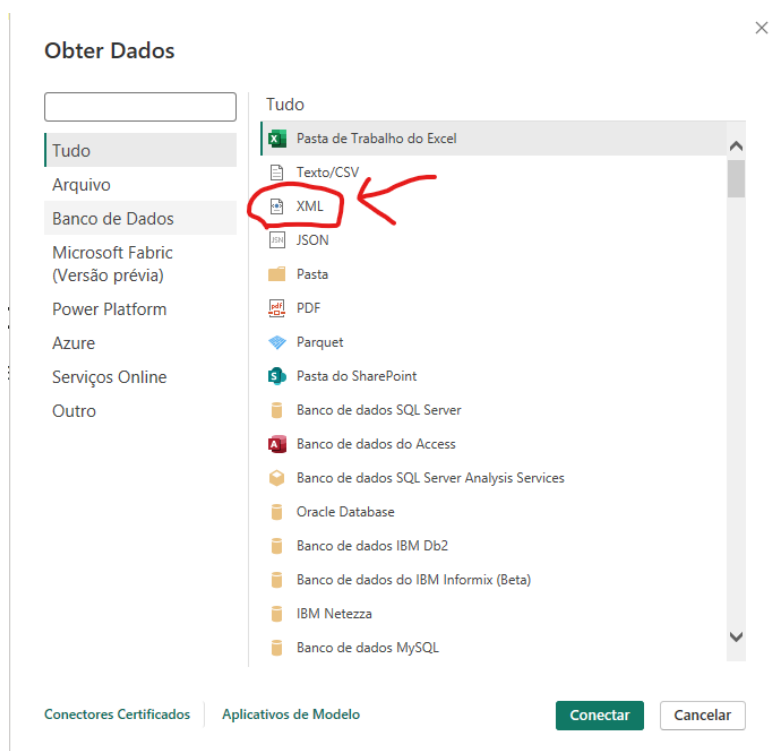 Obter Dados
Tudo
Arquivo
Banco de Dados
Microsoft Fabric
(Versão prévia)
Power Platform
Azure
Serviços Online
Outro
Tudo
Pasta de Trabalho do Excel
Texto/CSV
XML
JSON
Pasta
PDF
Parquet
Pasta do SharePoint
Banco de dados SQL Server
Banco de dados do Access
Banco de dados SQL Server Analysis Services
Oracle Database
Banco de dados IBM Db2
Banco de dados do IBM Informix (Beta)
IBM Netezza
Banco de dados MySQL
Conectores Certificados
Aplicativos de Modelo
Conectar
Cancelar